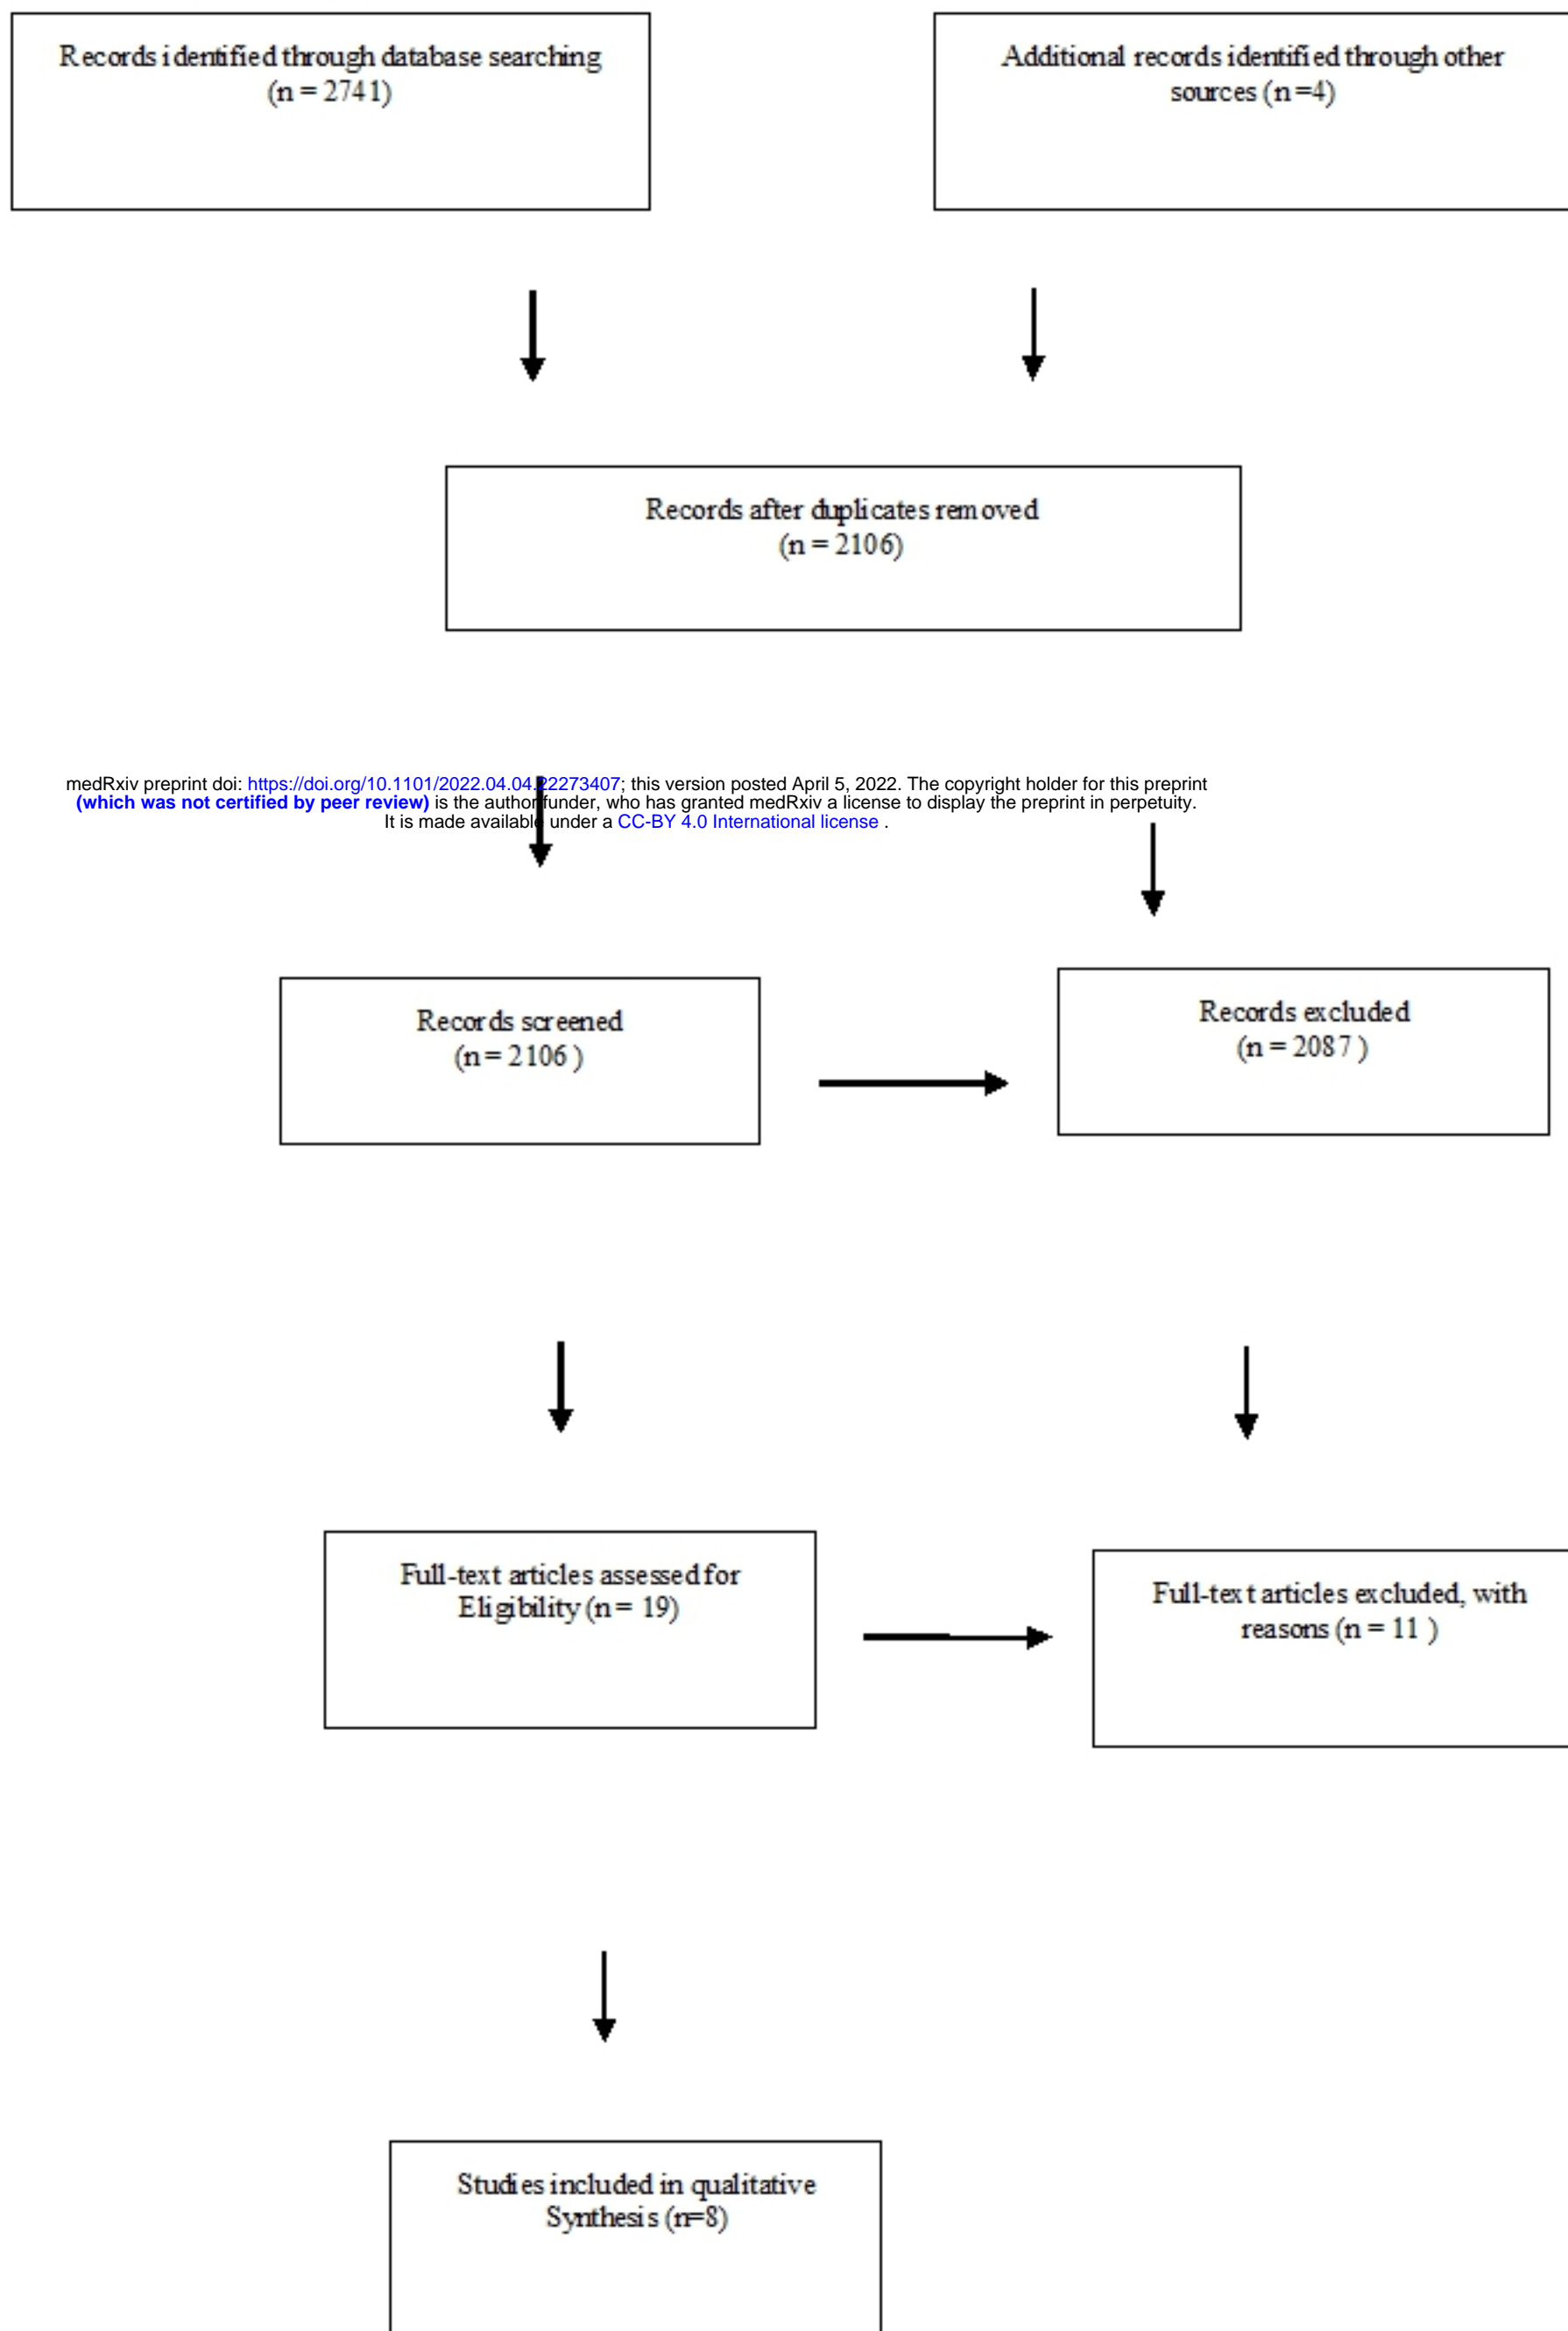 Records identified through database searching
(n = 2741)
Additional records identified through other
sources (n =4)
Records after duplicates removed
(n = 2106)
medRxiv preprint doi: https://doi.org/10.1101/2022.04.04.22273407; this version posted April 5, 2022. The copyright holder for this preprint
(which was not certified by peer review) is the author/funder, who has granted medRxiv a license to display the preprint in perpetuity.
It is made available under a CC-BY 4.0 International license .
Records screened
(n = 2106 )
Records excluded
(n = 2087 )
Full-text articles assessed for
Eligibility (n = 19)
Full-text articles excluded, with
reasons (n = 11 )
Studies included in qualitative
Synthesis (n=8)